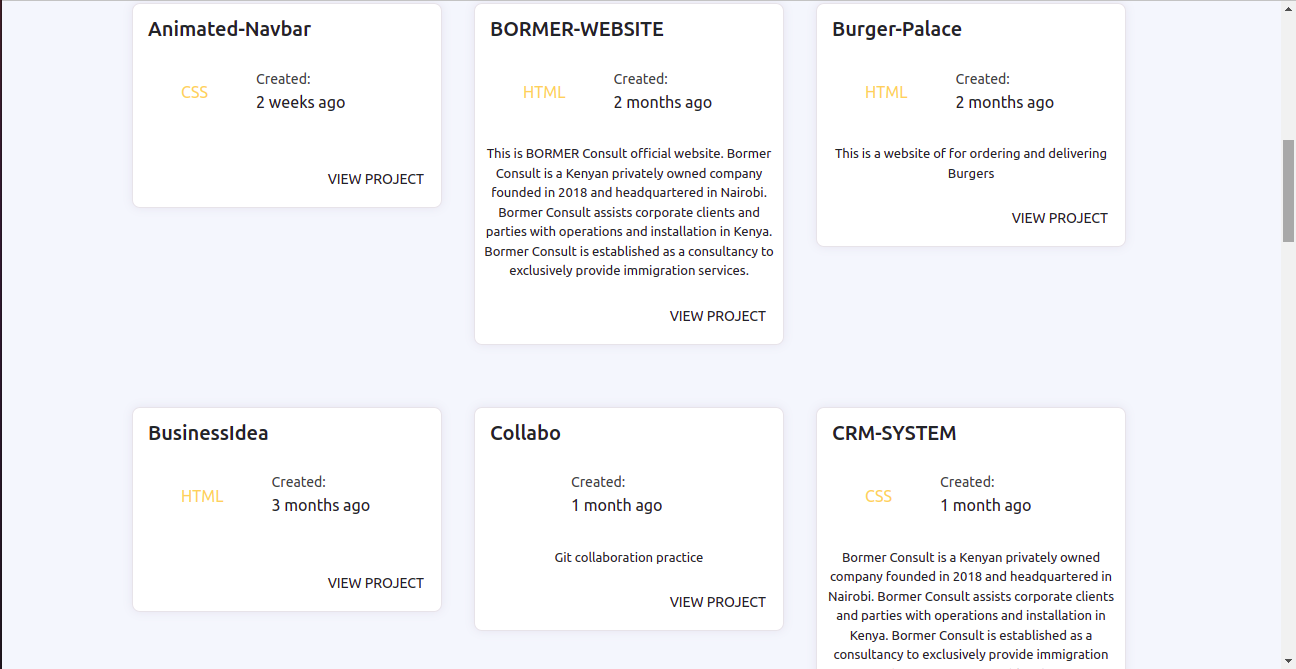 Animated-Navbar
CSS
Created:
2 weeks ago
VIEW PROJECT
BORMER-WEBSITE
HTML
Created:
2 months ago
This is BORMER Consult official website. Bormer
Consult is a Kenyan privately owned company
founded in 2018 and headquartered in Nairobi.
Bormer Consult assists corporate clients and
parties with operations and installation in Kenya.
Bormer Consult is established as a consultancy to
exclusively provide immigration services.
VIEW PROJECT
Burger-Palace
HTML
Created:
2 months ago
This is a website of for ordering and delivering
Burgers
VIEW PROJECT
BusinessIdea
HTML
Created:
3 months ago
VIEW PROJECT
Collabo
Created:
1 month ago
Git collaboration practice
VIEW PROJECT
CRM-SYSTEM
CSS
Created:
1 month ago
Bormer Consult is a Kenyan privately owned
company founded in 2018 and headquartered in
Nairobi. Bormer Consult assists corporate clients
and parties with operations and installation in
Kenya. Bormer Consult is established as a
consultancy to exclusively provide immigration